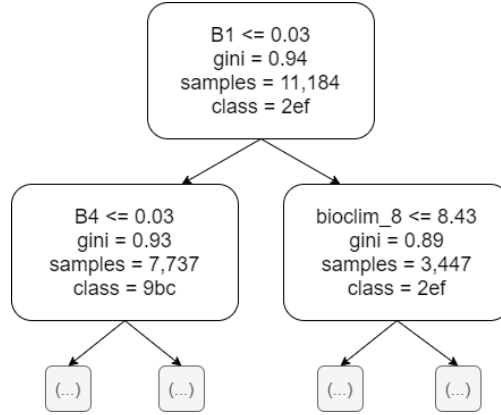 B1 <= 0.03
gini = 0.94
samples = 11,184
class = 2ef
B4 <= 0.03
gini = 0.93
samples = 7,737
class = 9bc
bioclim_8 <= 8.43
gini = 0.89
samples = 3,447
class = 2ef
(...)
(...)
(...)
(...)